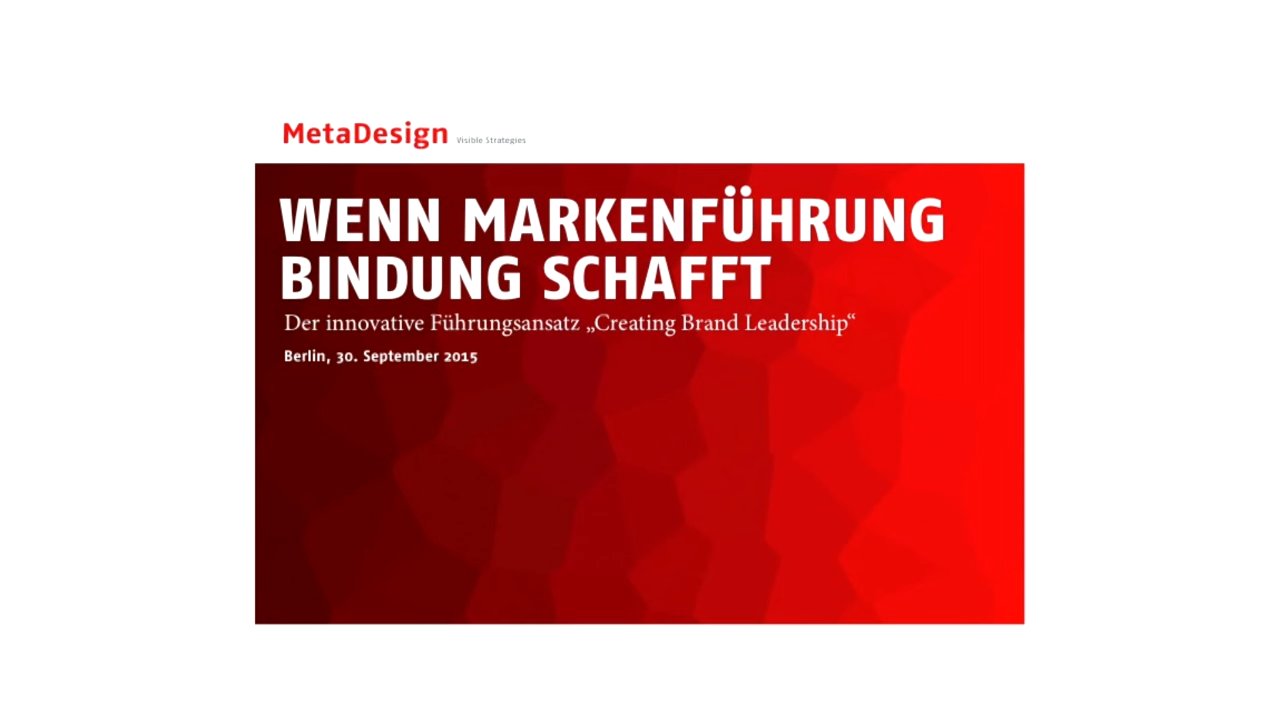 MetaDesign Visible Strategies
WENN MARKENFÜHRUNG
BINDUNG SCHAFFT
Der innovative Führungsansatz „Creating Brand Leadership“
Berlin, 30. September 2015